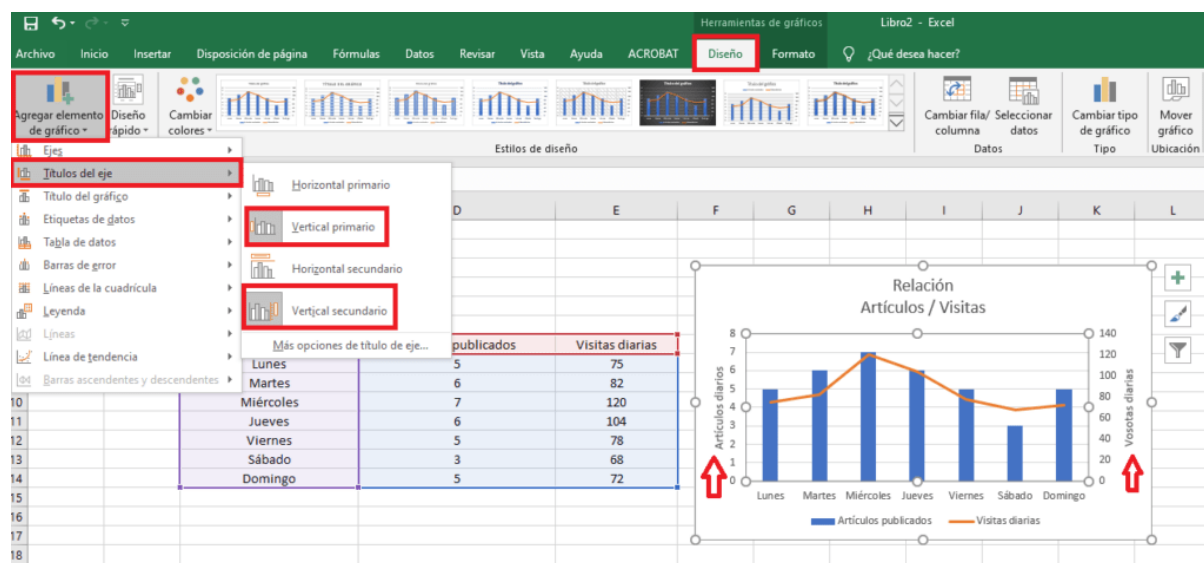 Herramientas de gráficos
Libro2 - Excel
Archivo Inicio Insertar Disposición de página Fórmulas Datos Revisar Vista Ayuda ACROBAT Diseño Formato ¿Qué desea hacer?
Agregar elemento de gráfico
Diseño rápido
Cambiar colores
Estilos de diseño
Cambiar fila/ columna
Seleccionar datos
Datos
Cambiar tipo de gráfico
Tipo
Mover gráfico
Ubicación
Ejes
Títulos del eje
Título del gráfico
Etiquetas de datos
Tabla de datos
Barras de error
Líneas de la cuadrícula
Leyenda
Líneas
Línea de tendencia
Barras ascendentes y descendentes
Horizontal primario
Vertical primario
Horizontal secundario
Vertical secundario
Más opciones de título de eje...
D E F G H I J K L
publicados Visitas diarias
Lunes 5 75
Martes 6 82
10 Miércoles 7 120
11 Jueves 6 104
12 Viernes 5 78
13 Sábado 3 68
14 Domingo 5 72
15
16
17
18
Relación
Artículos / Visitas
Artículos diarios
8
7
6
5
4
3
2
1
0
140
120
100
80
60
40
20
0
Vosotas diarias
Lunes Martes Miércoles Jueves Viernes Sábado Domingo
Artículos publicados Visitas diarias